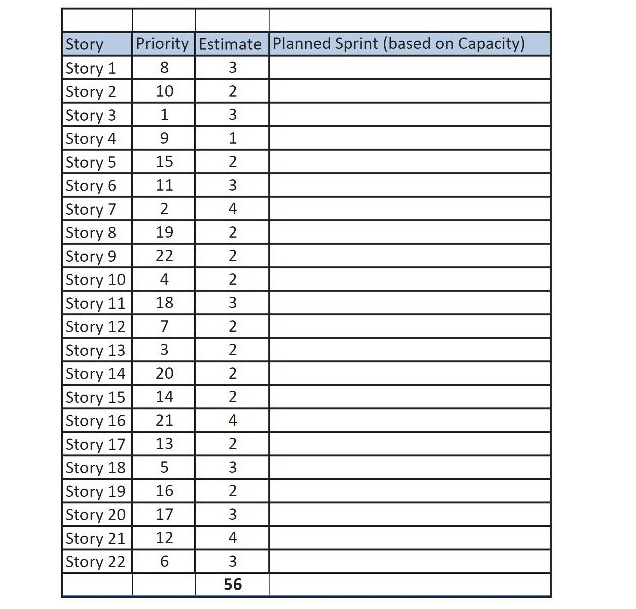 Story Priority Estimate Planned Sprint (based on Capacity)
Story 1 8 3
Story 2 10 2
Story 3 1 3
Story 4 9 1
Story 5 15 2
Story 6 11 3
Story 7 2 4
Story 8 19 2
Story 9 22 2
Story 10 4 2
Story 11 18 3
Story 12 7 2
Story 13 3 2
Story 14 20 2
Story 15 14 2
Story 16 21 4
Story 17 13 2
Story 18 5 3
Story 19 16 2
Story 20 17 3
Story 21 12 4
Story 22 6 3
56